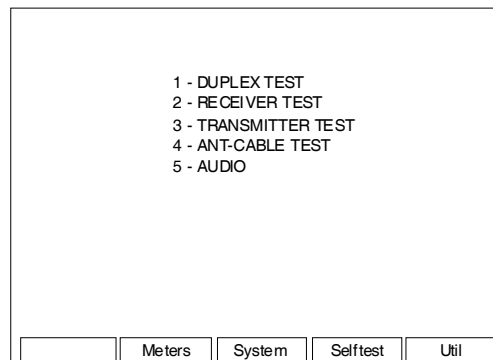 1 - DUPLEX TEST
2 - RECEIVER TEST
3 - TRANSMITTER TEST
4 - ANT-CABLE TEST
5 - AUDIO
Meters System Selftest Util